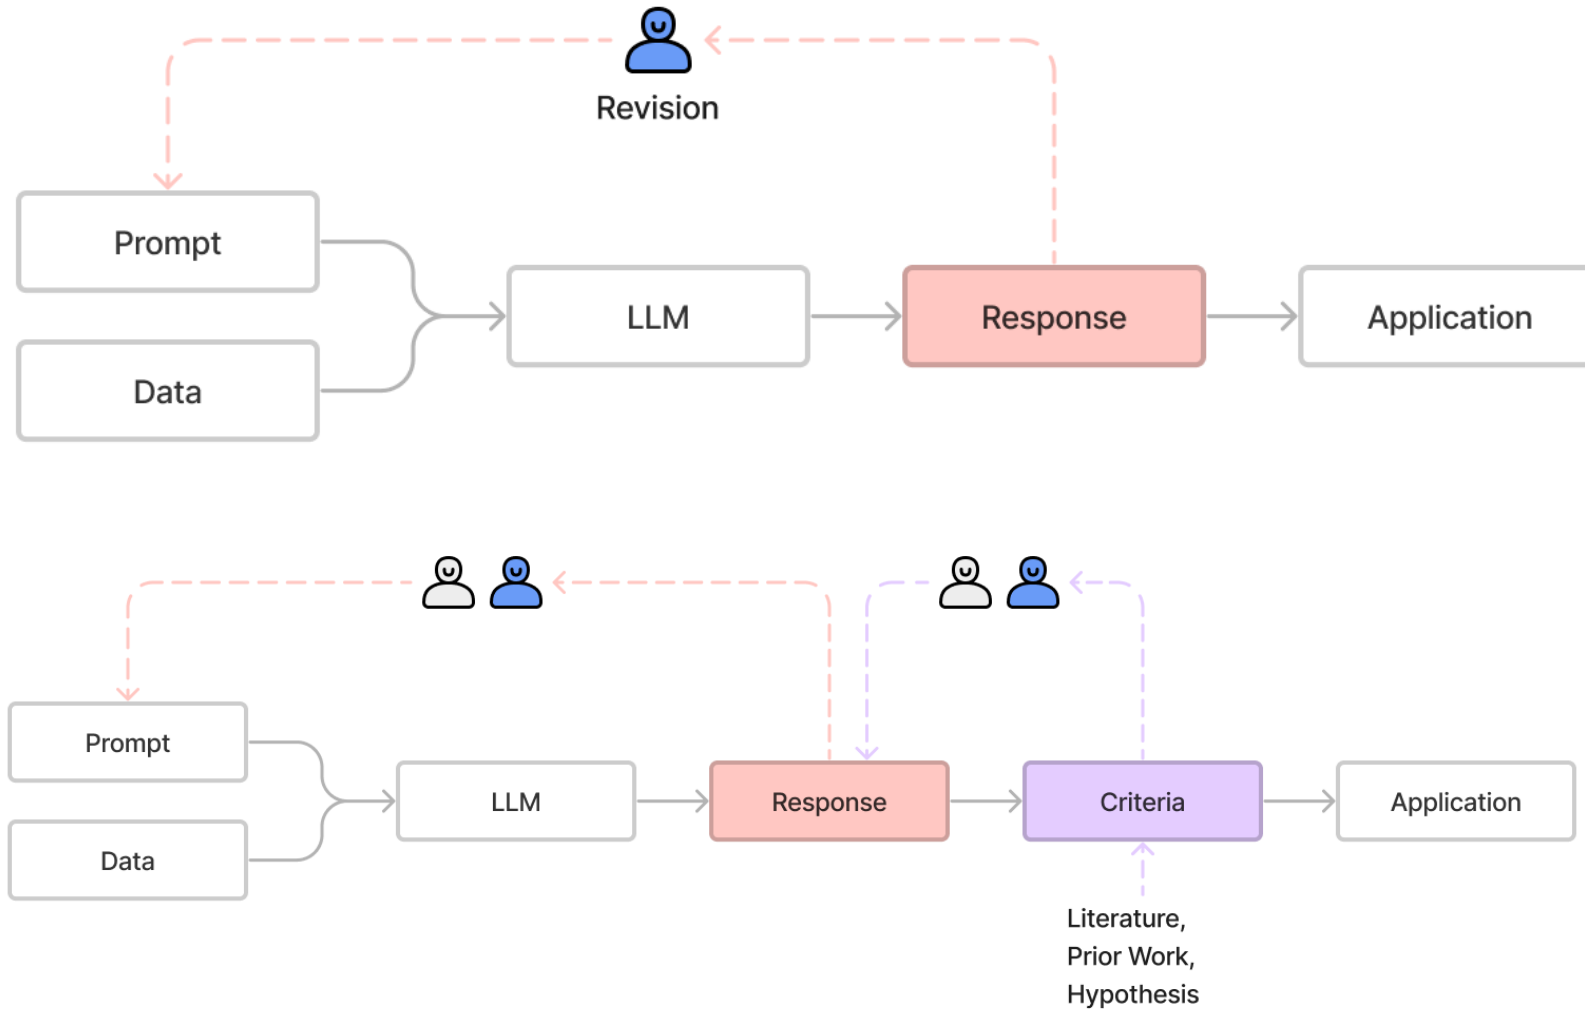 Revision
Prompt
Data
LLM
Response
Application
Prompt
Data
LLM
Response
Criteria
Application
Literature,
Prior Work,
Hypothesis